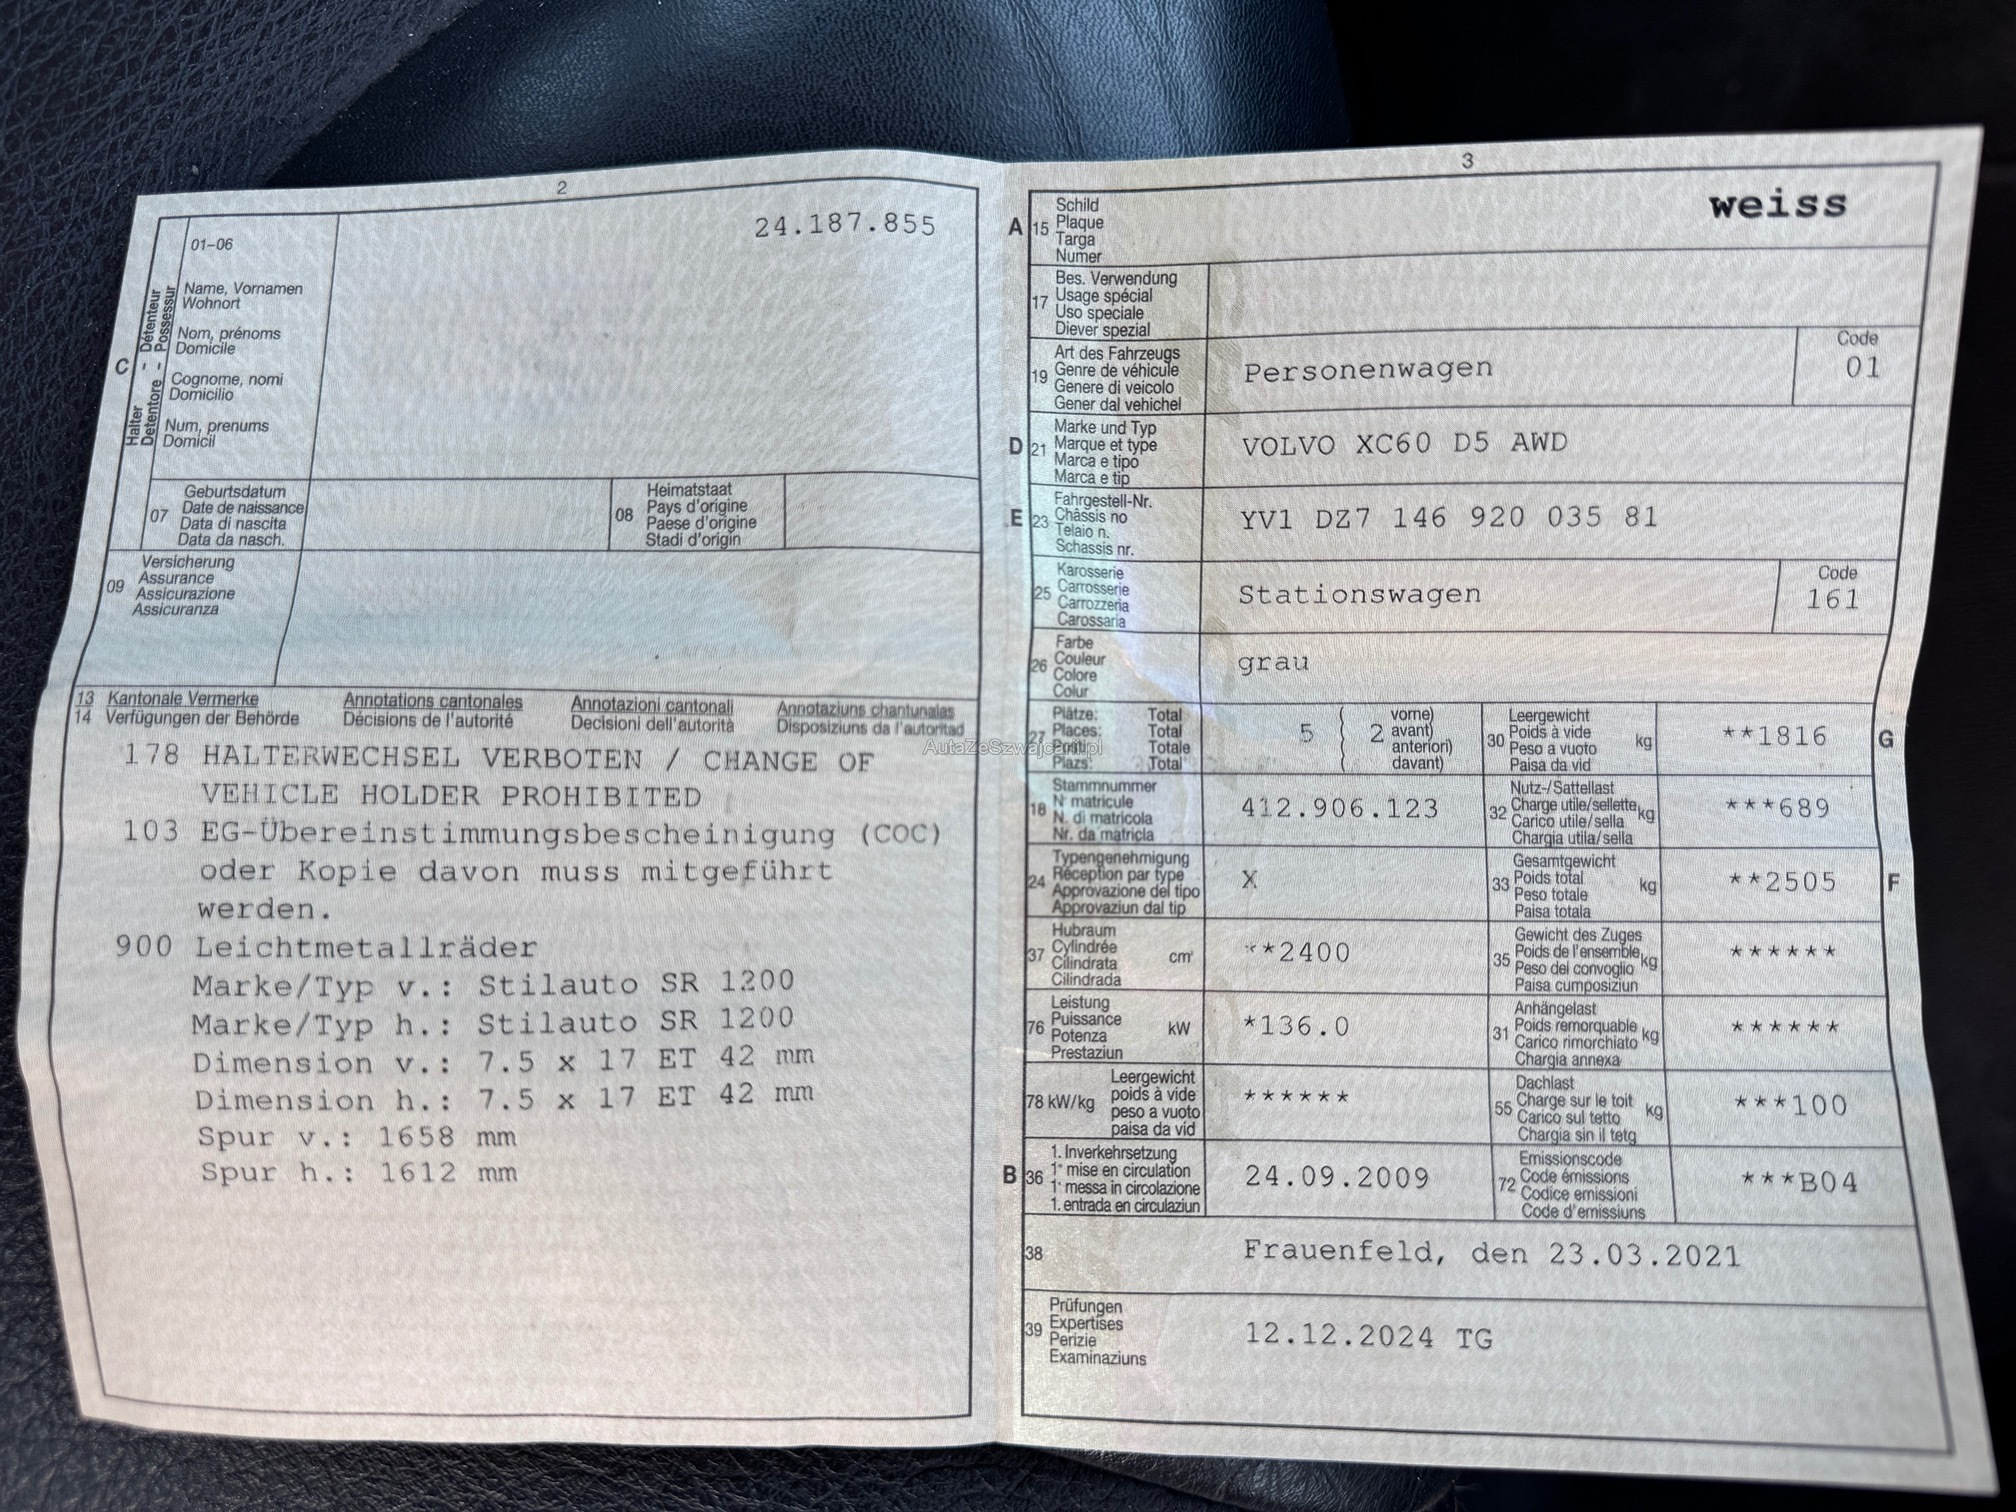 2
24.187.855
C
Halter - Détenteur
Detentore - Possessur
01–06
Name, Vornamen
Wohnort
Nom, prénoms
Domicile
Cognome, nomi
Domicilio
Num, prenums
Domicil
07
Geburtsdatum
Date de naissance
Data di nascita
Data da nasch.
08
Heimatstaat
Pays d'origine
Paese d'origine
Stadi d'origin
09
Versicherung
Assurance
Assicurazione
Assicuranza
13 Kantonale Vermerke Annotations cantonales Annotazioni cantonali Annotaziuns chantunalas
14 Verfügungen der Behörde Décisions de l'autorité Decisioni dell'autorità Disposiziuns da l'autoritad
178 HALTERWECHSEL VERBOTEN / CHANGE OF
VEHICLE HOLDER PROHIBITED
103 EG-Übereinstimmungsbescheinigung (COC)
oder Kopie davon muss mitgeführt
werden.
900 Leichtmetallräder
Marke/Typ v.: Stilauto SR 1200
Marke/Typ h.: Stilauto SR 1200
Dimension v.: 7.5 x 17 ET 42 mm
Dimension h.: 7.5 x 17 ET 42 mm
Spur v.: 1658 mm
Spur h.: 1612 mm
AutaZeSzwajcarii.pl
3
A 15
Schild
Plaque
Targa
Numer
weiss
17
Bes. Verwendung
Usage spécial
Uso speciale
Diever spezial
19
Art des Fahrzeugs
Genre de véhicule
Genere di veicolo
Gener dal vehichel
Personenwagen
Code
01
D 21
Marke und Typ
Marque et type
Marca e tipo
Marca e tip
VOLVO XC60 D5 AWD
E 23
Fahrgestell-Nr.
Châssis no
Telaio n.
Schassis nr.
YV1 DZ7 146 920 035 81
25
Karosserie
Carrosserie
Carrozzeria
Carossaria
Stationswagen
Code
161
26
Farbe
Couleur
Colore
Colur
grau
27
Plätze: Total
Places: Total
Posti: Totale
Plazs: Total
5 ( 2 vorne)
avant)
anteriori)
davant)
30
Leergewicht
Poids à vide
Peso a vuoto
Paisa da vid
kg
**1816
G
18
Stammnummer
N° matricule
N. di matricola
Nr. da matricla
412.906.123
32
Nutz-/Sattellast
Charge utile/sellette
Carico utile/sella
Chargia utila/sella
kg
***689
24
Typengenehmigung
Réception par type
Approvazione del tipo
Approvaziun dal tip
X
33
Gesamtgewicht
Poids total
Peso totale
Paisa totala
kg
**2505
F
37
Hubraum
Cylindrée
Cilindrata
Cilindrada
cm³
**2400
35
Gewicht des Zuges
Poids de l'ensemble
Peso del convoglio
Paisa cumposiziun
kg
******
76
Leistung
Puissance
Potenza
Prestaziun
kW
*136.0
31
Anhängelast
Poids remorquable
Carico rimorchiato
Chargia annexa
kg
******
78 kW/kg
Leergewicht
poids à vide
peso a vuoto
paisa da vid
******
55
Dachlast
Charge sur le toit
Carico sul tetto
Chargia sin il tetg
kg
***100
B 36
1. Inverkehrsetzung
1° mise en circulation
1° messa in circolazione
1. entrada en circulaziun
24.09.2009
72
Emissionscode
Code émissions
Codice emissioni
Code d'emissiuns
***B04
38
Frauenfeld, den 23.03.2021
39
Prüfungen
Expertises
Perizie
Examinaziuns
12.12.2024 TG